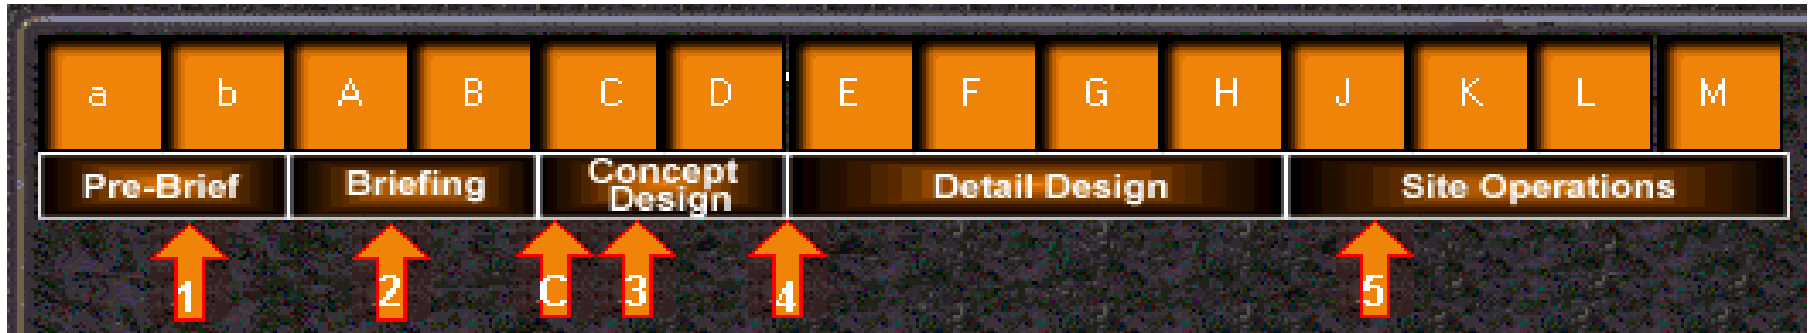 a b A B C D E F G H J K L M
Pre-Brief Briefing Concept Design Detail Design Site Operations
1 2 C 3 4 5